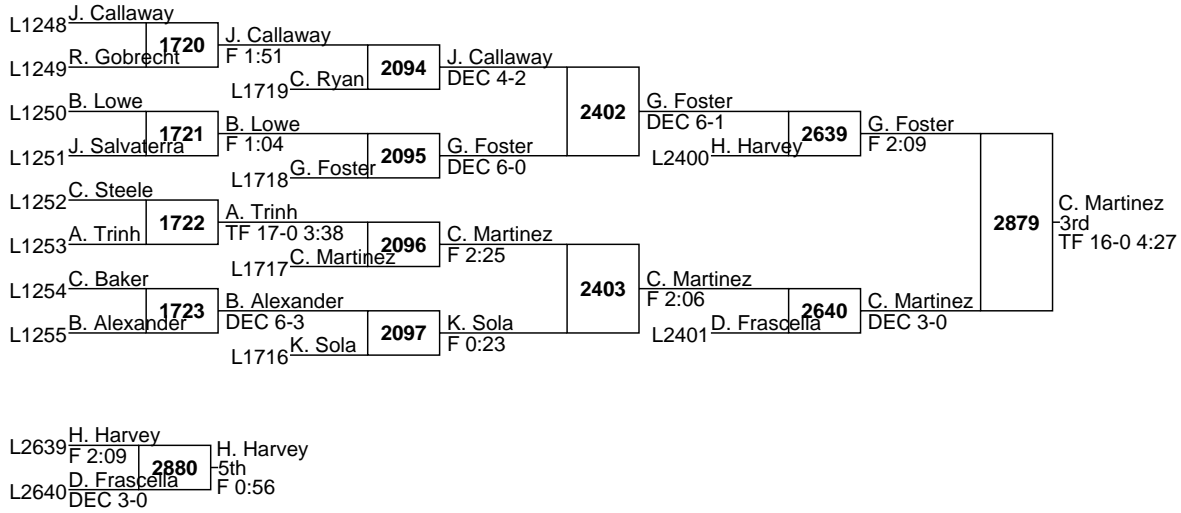 J. Callaway
L1248
1720
J. Callaway
F 1:51
R. Gobrecht
L1249
2094
J. Callaway
DEC 4-2
C. Ryan
L1719
B. Lowe
L1250
1721
B. Lowe
F 1:04
J. Salvaterra
L1251
2095
G. Foster
DEC 6-0
G. Foster
L1718
2402
G. Foster
DEC 6-1
H. Harvey
L2400
2639
G. Foster
F 2:09
C. Steele
L1252
1722
A. Trinh
TF 17-0 3:38
A. Trinh
L1253
2096
C. Martinez
F 2:25
C. Martinez
L1717
C. Baker
L1254
1723
B. Alexander
DEC 6-3
B. Alexander
L1255
2097
K. Sola
F 0:23
K. Sola
L1716
2403
C. Martinez
F 2:06
D. Frascella
L2401
2640
C. Martinez
DEC 3-0
2879
C. Martinez
3rd
TF 16-0 4:27
H. Harvey
L2639
F 2:09
2880
H. Harvey
5th
F 0:56
D. Frascella
L2640
DEC 3-0